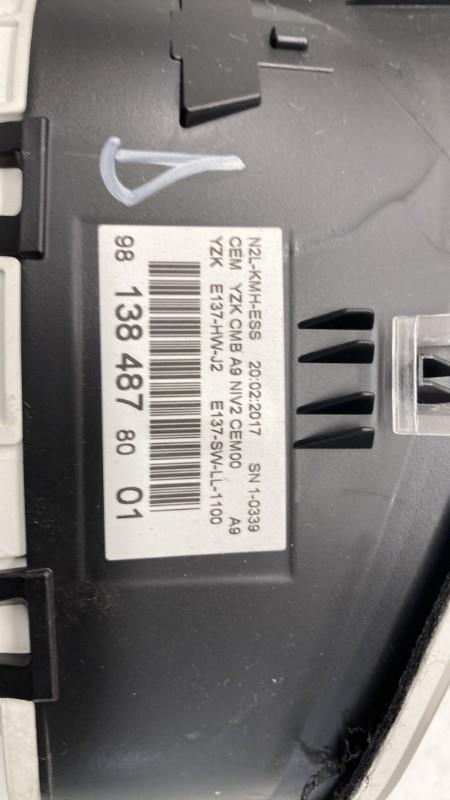 N2L-KMH-ESS 20:02:2017 SN 1-0339
CEM YZK CMB A9 NIV2 CEM00 A9
YZK E137-HW-J2 E137-SW-LL-1100
98 138 487 80 01